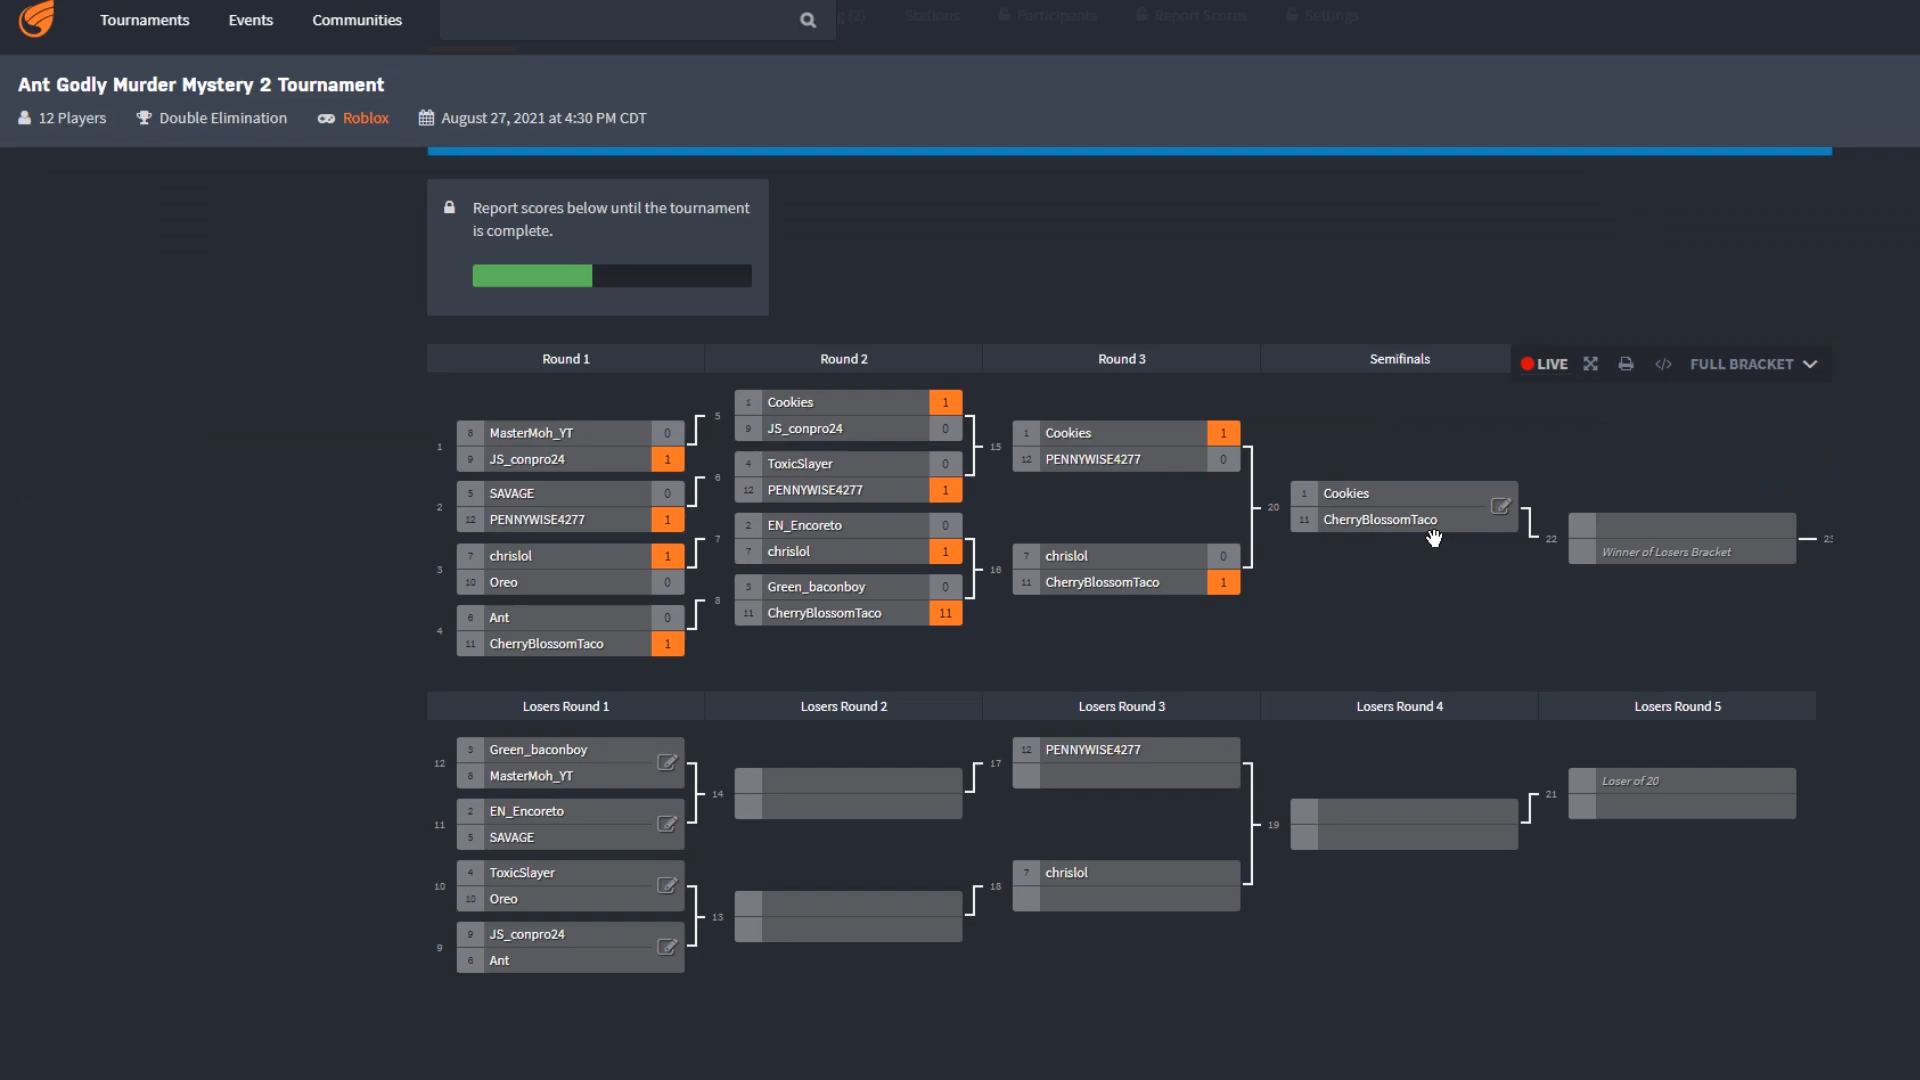 Tournaments Events Communities
g (2) Stations Participants Report Scores Settings
Ant Godly Murder Mystery 2 Tournament
12 Players Double Elimination Roblox August 27, 2021 at 4:30 PM CDT
Report scores below until the tournament
is complete.
Round 1 Round 2 Round 3 Semifinals
LIVE FULL BRACKET
1
8 MasterMoh_YT 0
9 JS_conpro24 1
2
5 SAVAGE 0
12 PENNYWISE4277 1
3
7 chrislol 1
10 Oreo 0
4
6 Ant 0
11 CherryBlossomTaco 1
5
1 Cookies 1
9 JS_conpro24 0
6
4 ToxicSlayer 0
12 PENNYWISE4277 1
7
2 EN_Encoreto 0
7 chrislol 1
8
3 Green_baconboy 0
11 CherryBlossomTaco 11
15
1 Cookies 1
12 PENNYWISE4277 0
16
7 chrislol 0
11 CherryBlossomTaco 1
20
1 Cookies
11 CherryBlossomTaco
22
Winner of Losers Bracket
23
Losers Round 1 Losers Round 2 Losers Round 3 Losers Round 4 Losers Round 5
12
3 Green_baconboy
8 MasterMoh_YT
11
2 EN_Encoreto
5 SAVAGE
10
4 ToxicSlayer
10 Oreo
9
9 JS_conpro24
6 Ant
14
13
17
12 PENNYWISE4277
18
7 chrislol
19
21
Loser of 20